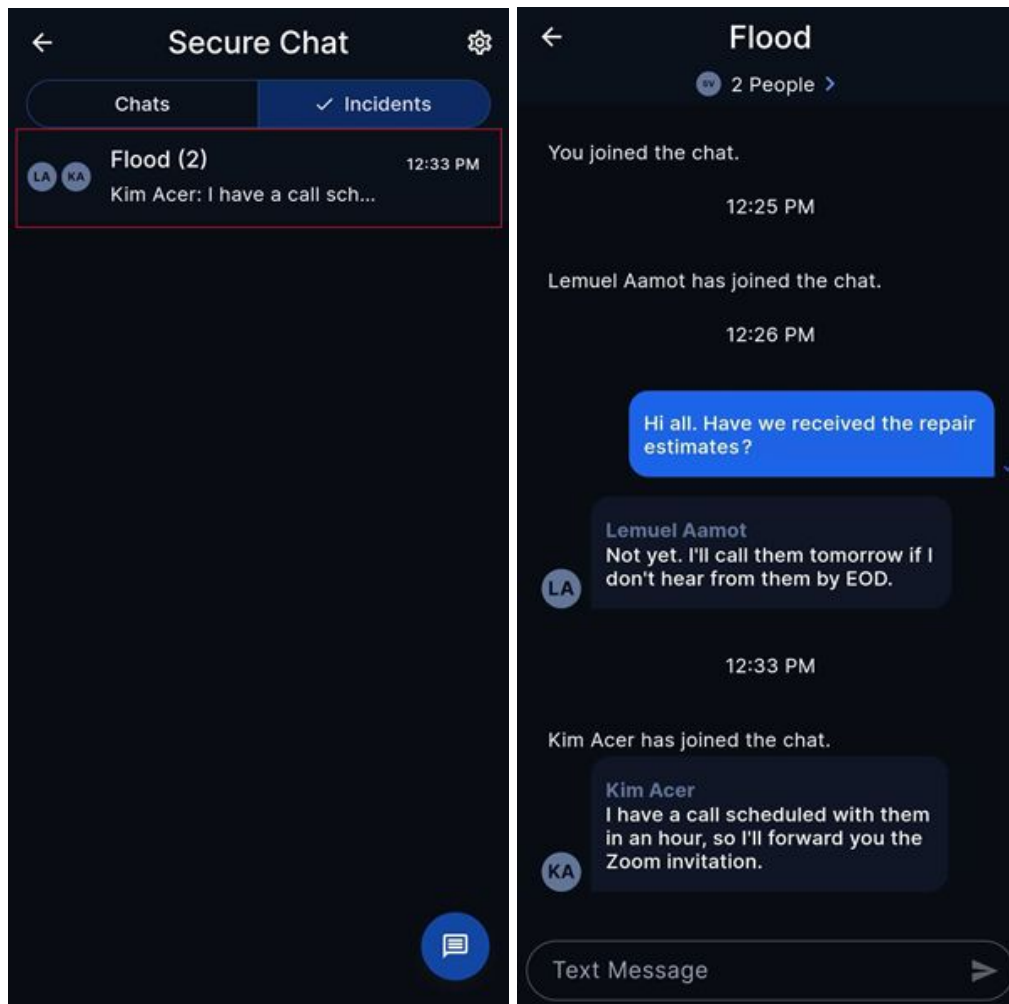 Secure Chat
Chats
Incidents
LA
KA
Flood (2)
12:33 PM
Kim Acer: I have a call sch...
Flood
SV
2 People
You joined the chat.
12:25 PM
Lemuel Aamot has joined the chat.
12:26 PM
Hi all. Have we received the repair
estimates?
Lemuel Aamot
Not yet. I'll call them tomorrow if I
don't hear from them by EOD.
LA
12:33 PM
Kim Acer has joined the chat.
Kim Acer
I have a call scheduled with them
in an hour, so I'll forward you the
Zoom invitation.
KA
Text Message